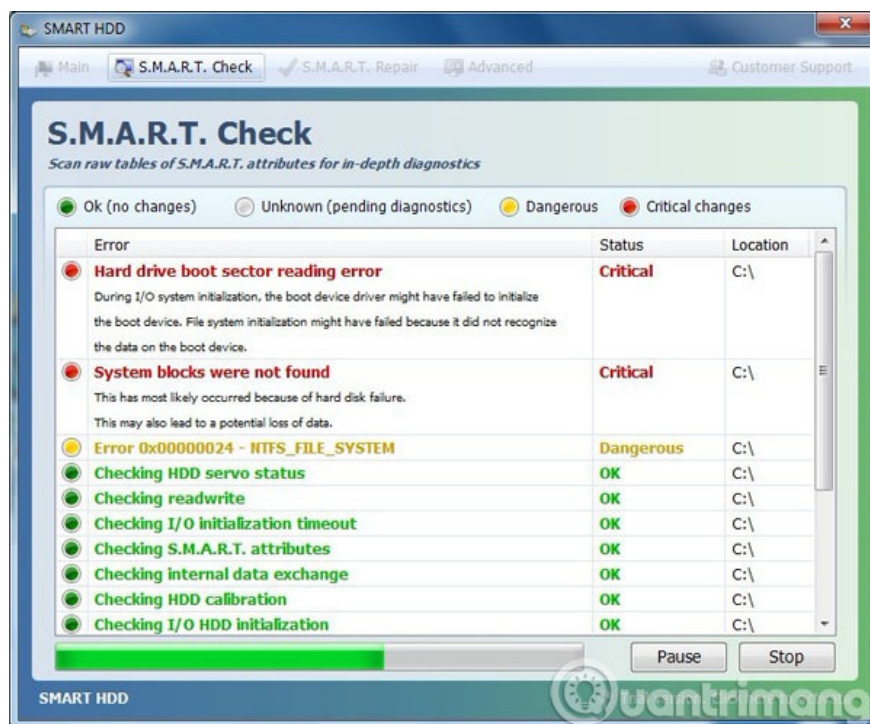 SMART HDD
Main S.M.A.R.T. Check S.M.A.R.T. Repair Advanced Customer Support
S.M.A.R.T. Check
Scan raw tables of S.M.A.R.T. attributes for in-depth diagnostics
Ok (no changes) Unknown (pending diagnostics) Dangerous Critical changes
Error Status Location
Hard drive boot sector reading error Critical C:\
During I/O system initialization, the boot device driver might have failed to initialize
the boot device. File system initialization might have failed because it did not recognize
the data on the boot device.
System blocks were not found Critical C:\
This has most likely occurred because of hard disk failure.
This may also lead to a potential loss of data.
Error 0x00000024 - NTFS_FILE_SYSTEM Dangerous C:\
Checking HDD servo status OK C:\
Checking readwrite OK C:\
Checking I/O initialization timeout OK C:\
Checking S.M.A.R.T. attributes OK C:\
Checking internal data exchange OK C:\
Checking HDD calibration OK C:\
Checking I/O HDD initialization OK C:\
Pause Stop
SMART HDD
Quantrimang